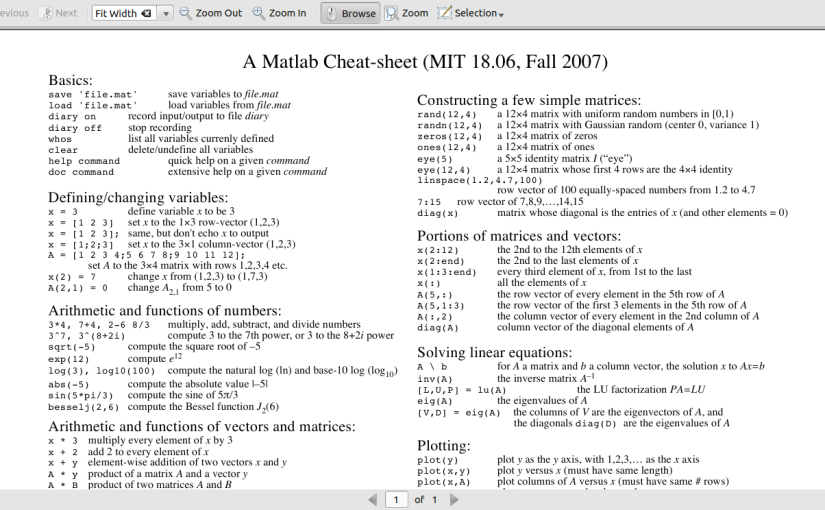 evious Next Fit Width Zoom Out Zoom In Browse Zoom Selection
A Matlab Cheat-sheet (MIT 18.06, Fall 2007)
Basics:
save 'file.mat' save variables to file.mat
load 'file.mat' load variables from file.mat
diary on record input/output to file diary
diary off stop recording
whos list all variables currenly defined
clear delete/undefine all variables
help command quick help on a given command
doc command extensive help on a given command
Defining/changing variables:
x = 3 define variable x to be 3
x = [1 2 3] set x to the 1×3 row-vector (1,2,3)
x = [1 2 3]; same, but don't echo x to output
x = [1;2;3] set x to the 3×1 column-vector (1,2,3)
A = [1 2 3 4;5 6 7 8;9 10 11 12];
set A to the 3×4 matrix with rows 1,2,3,4 etc.
x(2) = 7 change x from (1,2,3) to (1,7,3)
A(2,1) = 0 change A2,1 from 5 to 0
Arithmetic and functions of numbers:
3*4, 7+4, 2-6 8/3 multiply, add, subtract, and divide numbers
3^7, 3^(8+2i) compute 3 to the 7th power, or 3 to the 8+2i power
sqrt(-5) compute the square root of –5
exp(12) compute e12
log(3), log10(100) compute the natural log (ln) and base-10 log (log10)
abs(-5) compute the absolute value |–5|
sin(5*pi/3) compute the sine of 5π/3
besselj(2,6) compute the Bessel function J2(6)
Arithmetic and functions of vectors and matrices:
x * 3 multiply every element of x by 3
x + 2 add 2 to every element of x
x + y element-wise addition of two vectors x and y
A * y product of a matrix A and a vector y
A * B product of two matrices A and B
Constructing a few simple matrices:
rand(12,4) a 12×4 matrix with uniform random numbers in [0,1)
randn(12,4) a 12×4 matrix with Gaussian random (center 0, variance 1)
zeros(12,4) a 12×4 matrix of zeros
ones(12,4) a 12×4 matrix of ones
eye(5) a 5×5 identity matrix I (“eye”)
eye(12,4) a 12×4 matrix whose first 4 rows are the 4×4 identity
linspace(1.2,4.7,100)
row vector of 100 equally-spaced numbers from 1.2 to 4.7
7:15 row vector of 7,8,9,…,14,15
diag(x) matrix whose diagonal is the entries of x (and other elements = 0)
Portions of matrices and vectors:
x(2:12) the 2nd to the 12th elements of x
x(2:end) the 2nd to the last elements of x
x(1:3:end) every third element of x, from 1st to the last
x(:) all the elements of x
A(5,:) the row vector of every element in the 5th row of A
A(5,1:3) the row vector of the first 3 elements in the 5th row of A
A(:,2) the column vector of every element in the 2nd column of A
diag(A) column vector of the diagonal elements of A
Solving linear equations:
A \ b for A a matrix and b a column vector, the solution x to Ax=b
inv(A) the inverse matrix A–1
[L,U,P] = lu(A) the LU factorization PA=LU
eig(A) the eigenvalues of A
[V,D] = eig(A) the columns of V are the eigenvectors of A, and
the diagonals diag(D) are the eigenvalues of A
Plotting:
plot(y) plot y as the y axis, with 1,2,3,… as the x axis
plot(x,y) plot y versus x (must have same length)
plot(x,A) plot columns of A versus x (must have same # rows)
1 of 1